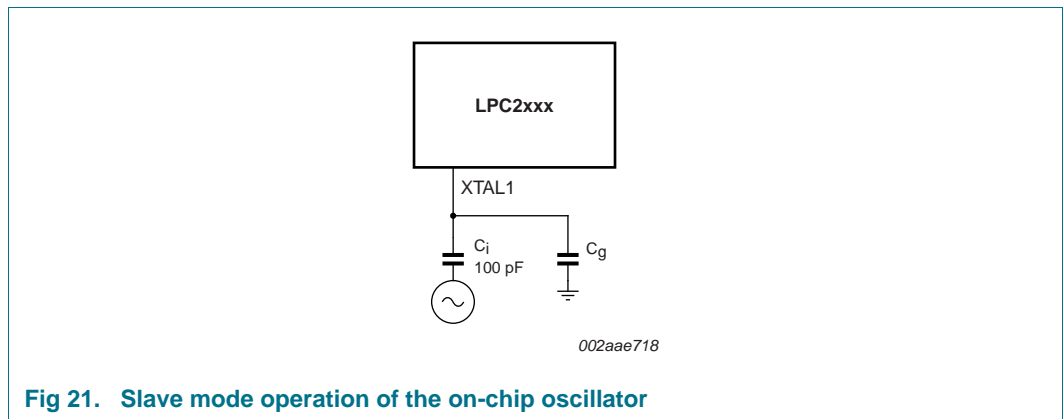 LPC2xxx
XTAL1
Ci
100 pF
Cg
002aae718
Fig 21. Slave mode operation of the on-chip oscillator